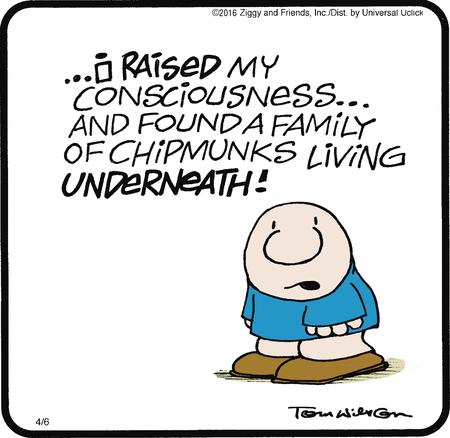 ©2016 Ziggy and Friends, Inc./Dist. by Universal Uclick
...i RAiSED MY
CONSCiOUSNESS...
AND FOUND A FAMiLY
OF CHiPMUNKS LiViNG
UNDERNEATH!
4/6
Tom Wilson